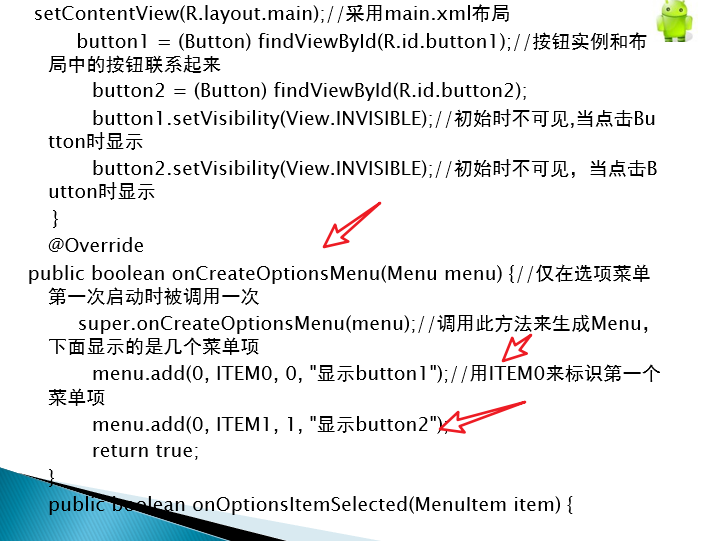 setContentView(R.layout.main);//采用main.xml布局
button1 = (Button) findViewById(R.id.button1);//按钮实例和布
局中的按钮联系起来
button2 = (Button) findViewById(R.id.button2);
button1.setVisibility(View.INVISIBLE);//初始时不可见,当点击Bu
tton时显示
button2.setVisibility(View.INVISIBLE);//初始时不可见，当点击B
utton时显示
}
@Override
public boolean onCreateOptionsMenu(Menu menu) {//仅在选项菜单
第一次启动时被调用一次
super.onCreateOptionsMenu(menu);//调用此方法来生成Menu，
下面显示的是几个菜单项
menu.add(0, ITEM0, 0, "显示button1");//用ITEM0来标识第一个
菜单项
menu.add(0, ITEM1, 1, "显示button2");
return true;
}
public boolean onOptionsItemSelected(MenuItem item) {